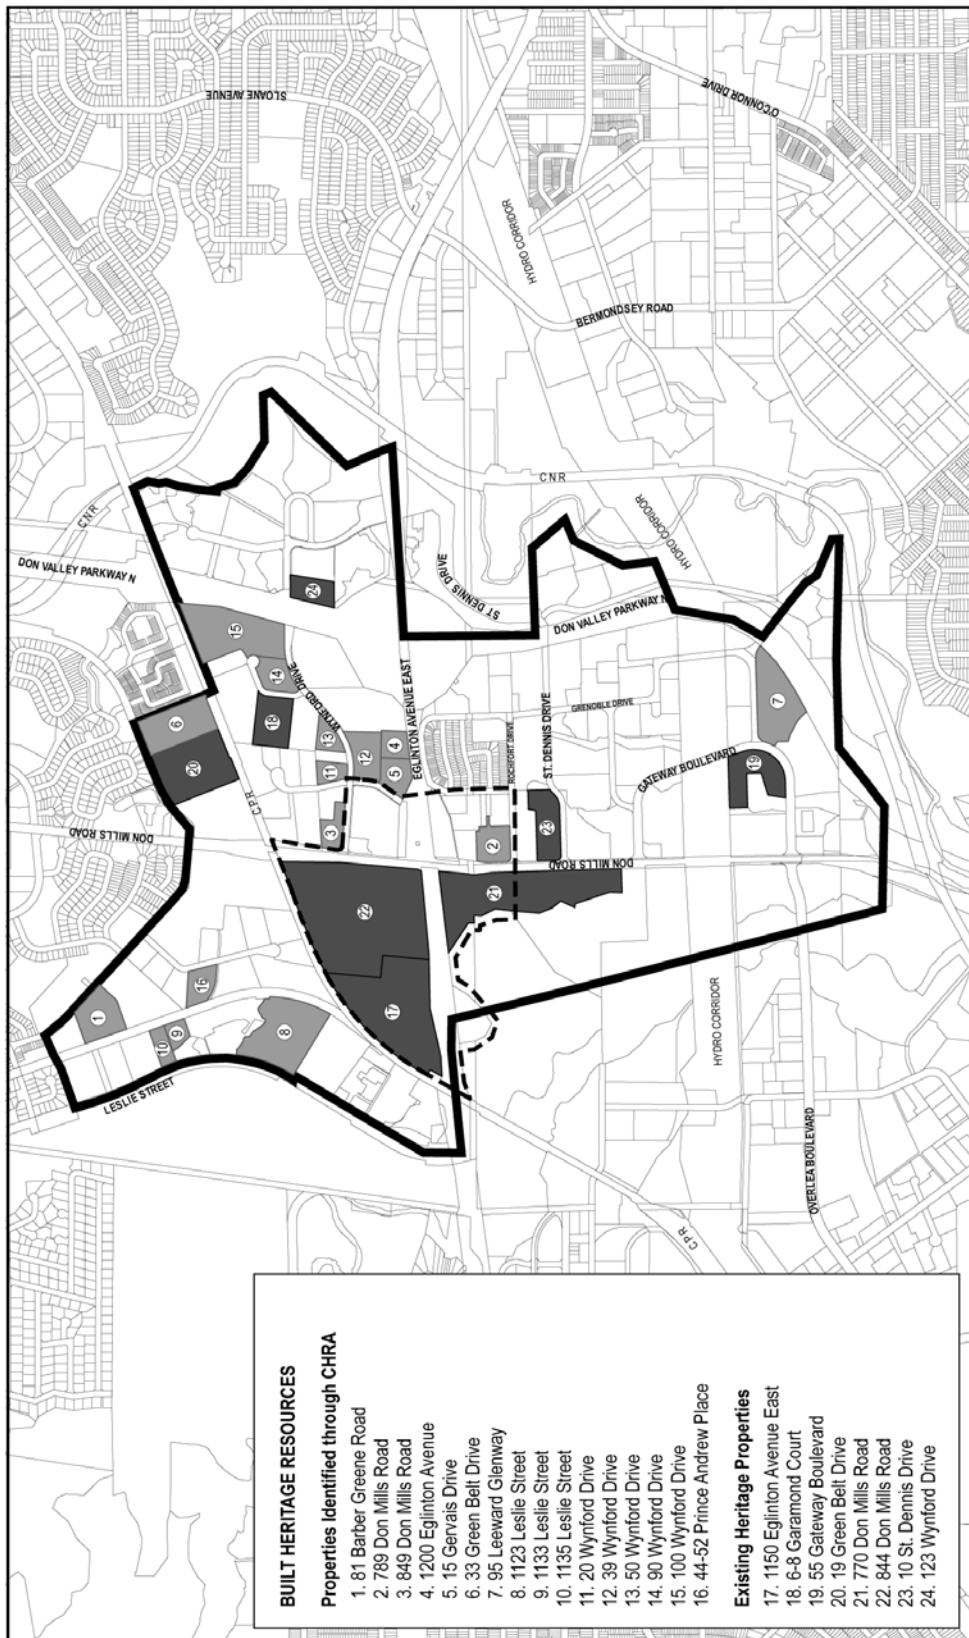 BUILT HERITAGE RESOURCES
Properties Identified through CHRA
1. 81 Barber Greene Road
2. 789 Don Mills Road
3. 849 Don Mills Road
4. 1200 Eglinton Avenue
5. 15 Gervais Drive
6. 33 Green Belt Drive
7. 95 Leeward Glenway
8. 1123 Leslie Street
9. 1133 Leslie Street
10. 1135 Leslie Street
11. 20 Wynford Drive
12. 39 Wynford Drive
13. 50 Wynford Drive
14. 90 Wynford Drive
15. 100 Wynford Drive
16. 44-52 Prince Andrew Place
Existing Heritage Properties
17. 1150 Eglinton Avenue East
18. 6-8 Garamond Court
19. 55 Gateway Boulevard
20. 19 Green Belt Drive
21. 770 Don Mills Road
22. 844 Don Mills Road
23. 10 St. Dennis Drive
24. 123 Wynford Drive
LESLIE STREET
DON MILLS ROAD
DON VALLEY PARKWAY N
CNR
SLOANE AVENUE
CPR
WYNFORD DRIVE
EGLINTON AVENUE EAST
ST DENNIS DRIVE
CNR
HYDRO CORRIDOR
O'CONNOR DRIVE
BERMONDSEY ROAD
HYDRO CORRIDOR
DON VALLEY PARKWAY N
ROCHFORT DRIVE
ST. DENNIS DRIVE
GRENOBLE DRIVE
GATEWAY BOULEVARD
DON MILLS ROAD
HYDRO CORRIDOR
OVERLEA BOULEVARD
CPR
1
10
9
16
8
20
6
15
14
18
24
13
11
12
4
5
3
22
17
2
21
23
19
7